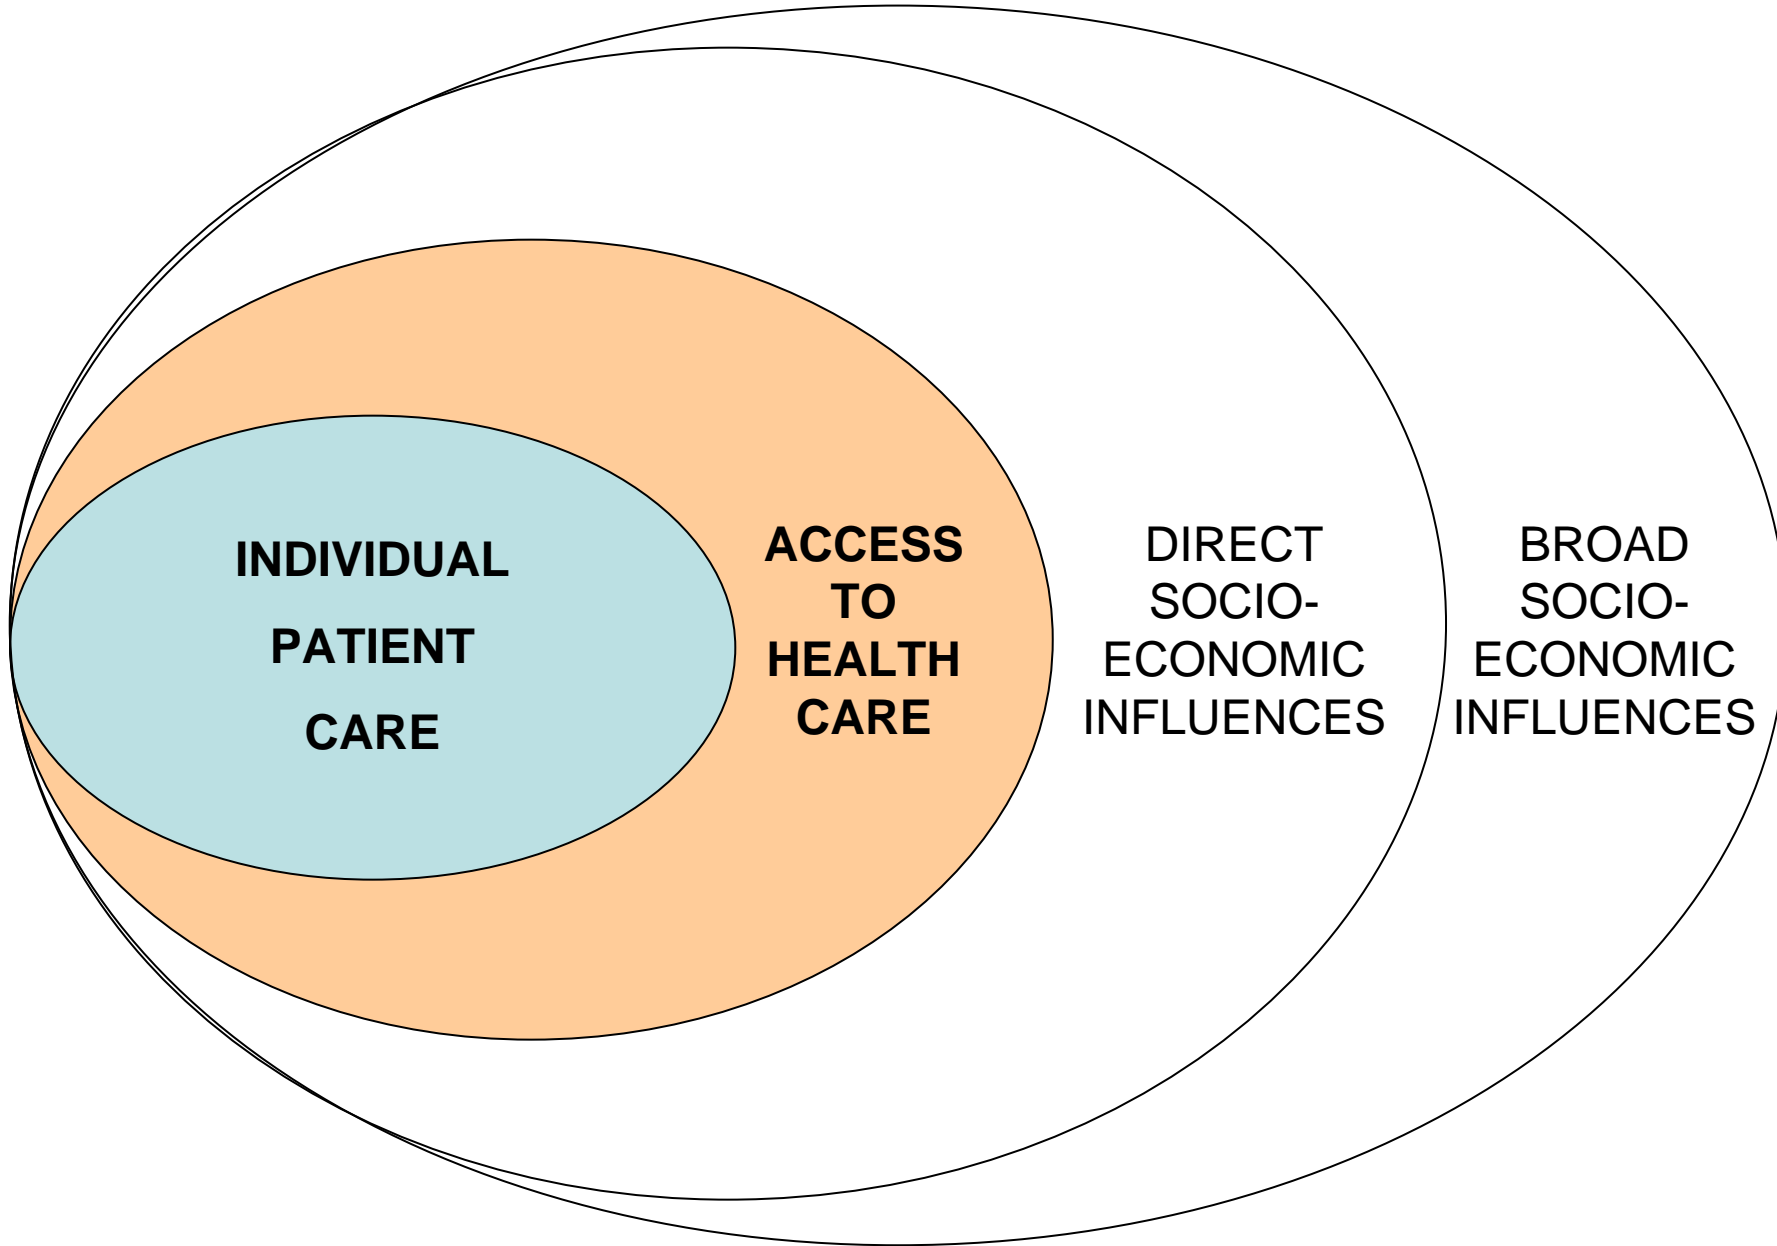 INDIVIDUAL
PATIENT
CARE
ACCESS
TO
HEALTH
CARE
DIRECT
SOCIO-
ECONOMIC
INFLUENCES
BROAD
SOCIO-
ECONOMIC
INFLUENCES